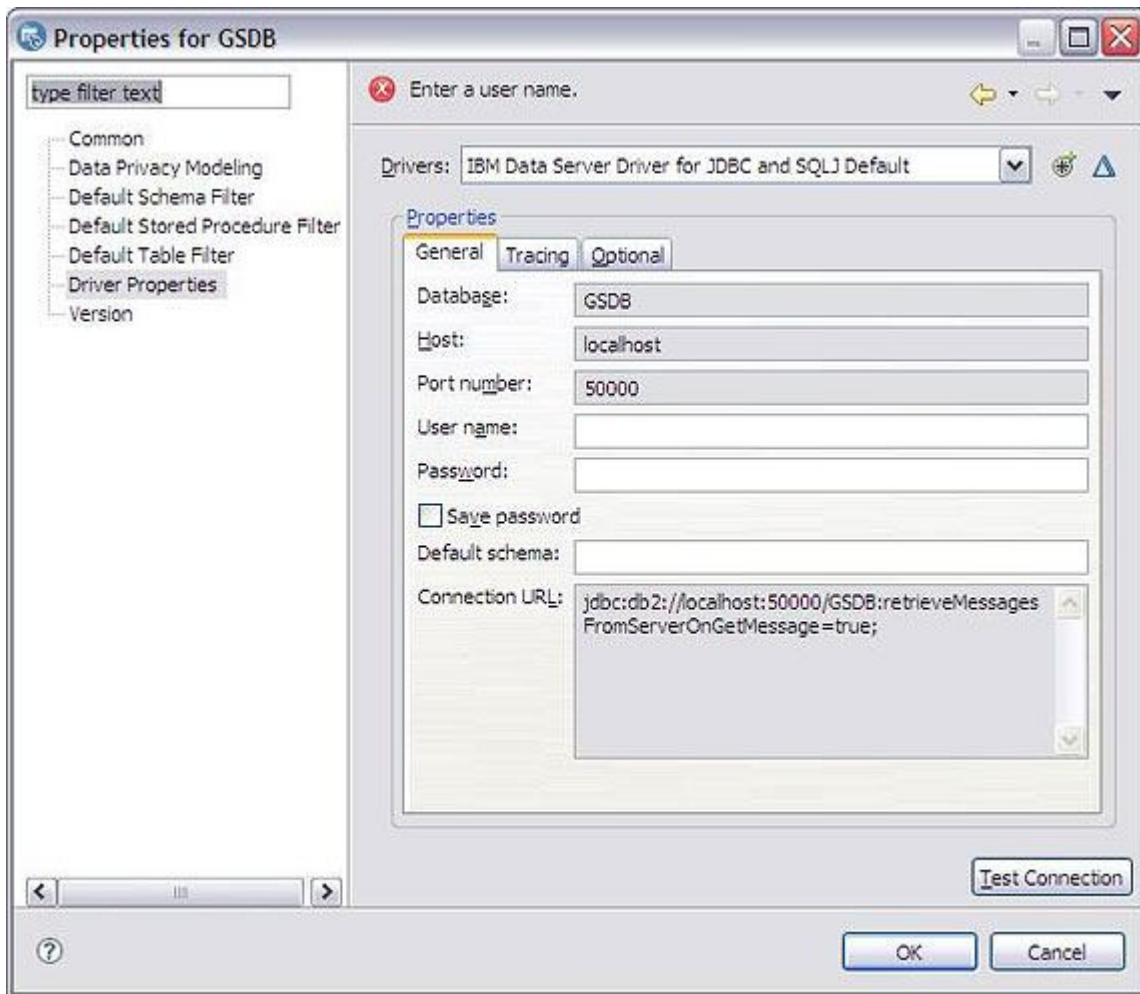 Properties for GSDB
type filter text
Common
Data Privacy Modeling
Default Schema Filter
Default Stored Procedure Filter
Default Table Filter
Driver Properties
Version
Enter a user name.
Drivers: IBM Data Server Driver for JDBC and SQLJ Default
Properties
General Tracing Optional
Database: GSDB
Host: localhost
Port number: 50000
User name:
Password:
Save password
Default schema:
Connection URL: jdbc:db2://localhost:50000/GSDB:retrieveMessages
FromServerOnGetMessage=true;
Test Connection
OK Cancel